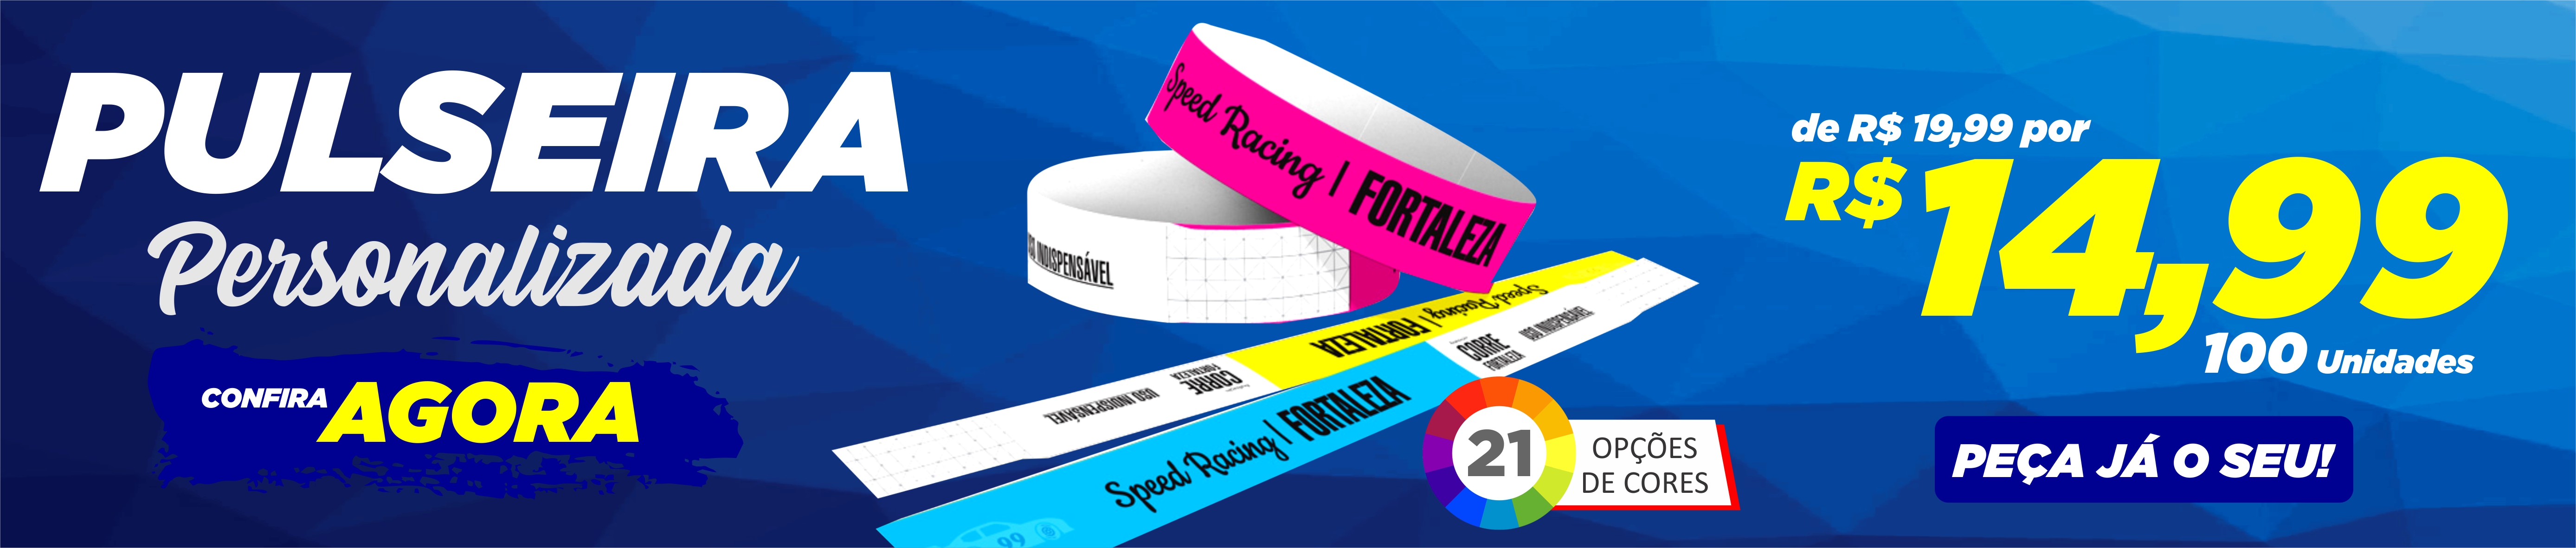 PULSEIRA
Personalizada
CONFIRA AGORA
Speed Racing | FORTALEZA
USO INDISPENSÁVEL
Speed Racing | FORTALEZA
CORRE
FORTALEZA
USO INDISPENSÁVEL
CORRE
FORTALEZA
USO INDISPENSÁVEL
Speed Racing | FORTALEZA
99
21
OPÇÕES
DE CORES
de R$ 19,99 por
R$ 14,99
100 Unidades
PEÇA JÁ O SEU!